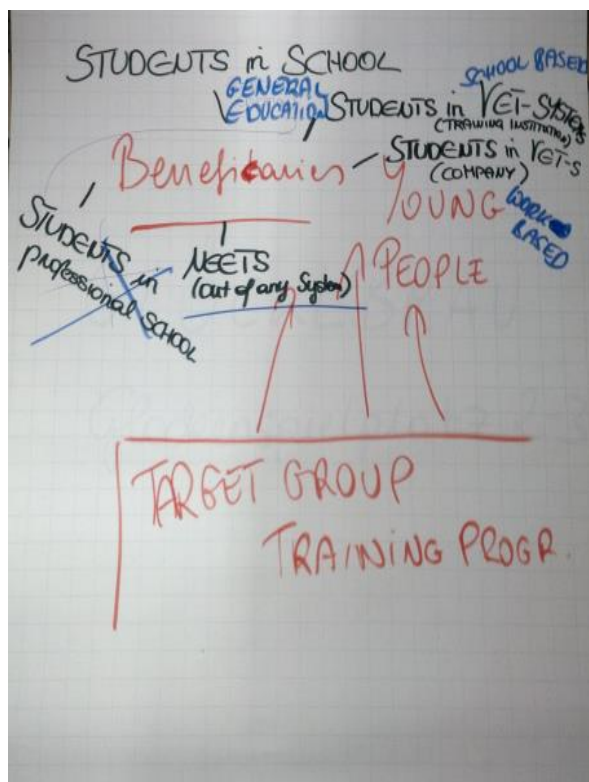 STUDENTS in SCHOOL
GENERAL
EDUCATION
SCHOOL BASED
STUDENTS in VET-SYSTEMS
(TRAINING INSTITUTION)
Beneficiaries
STUDENTS in VET-S
(COMPANY)
YOUNG
PEOPLE
WORK
BASED
STUDENTS in
professional SCHOOL
NEETS
(out of any System)
TARGET GROUP
TRAINING PROGR.